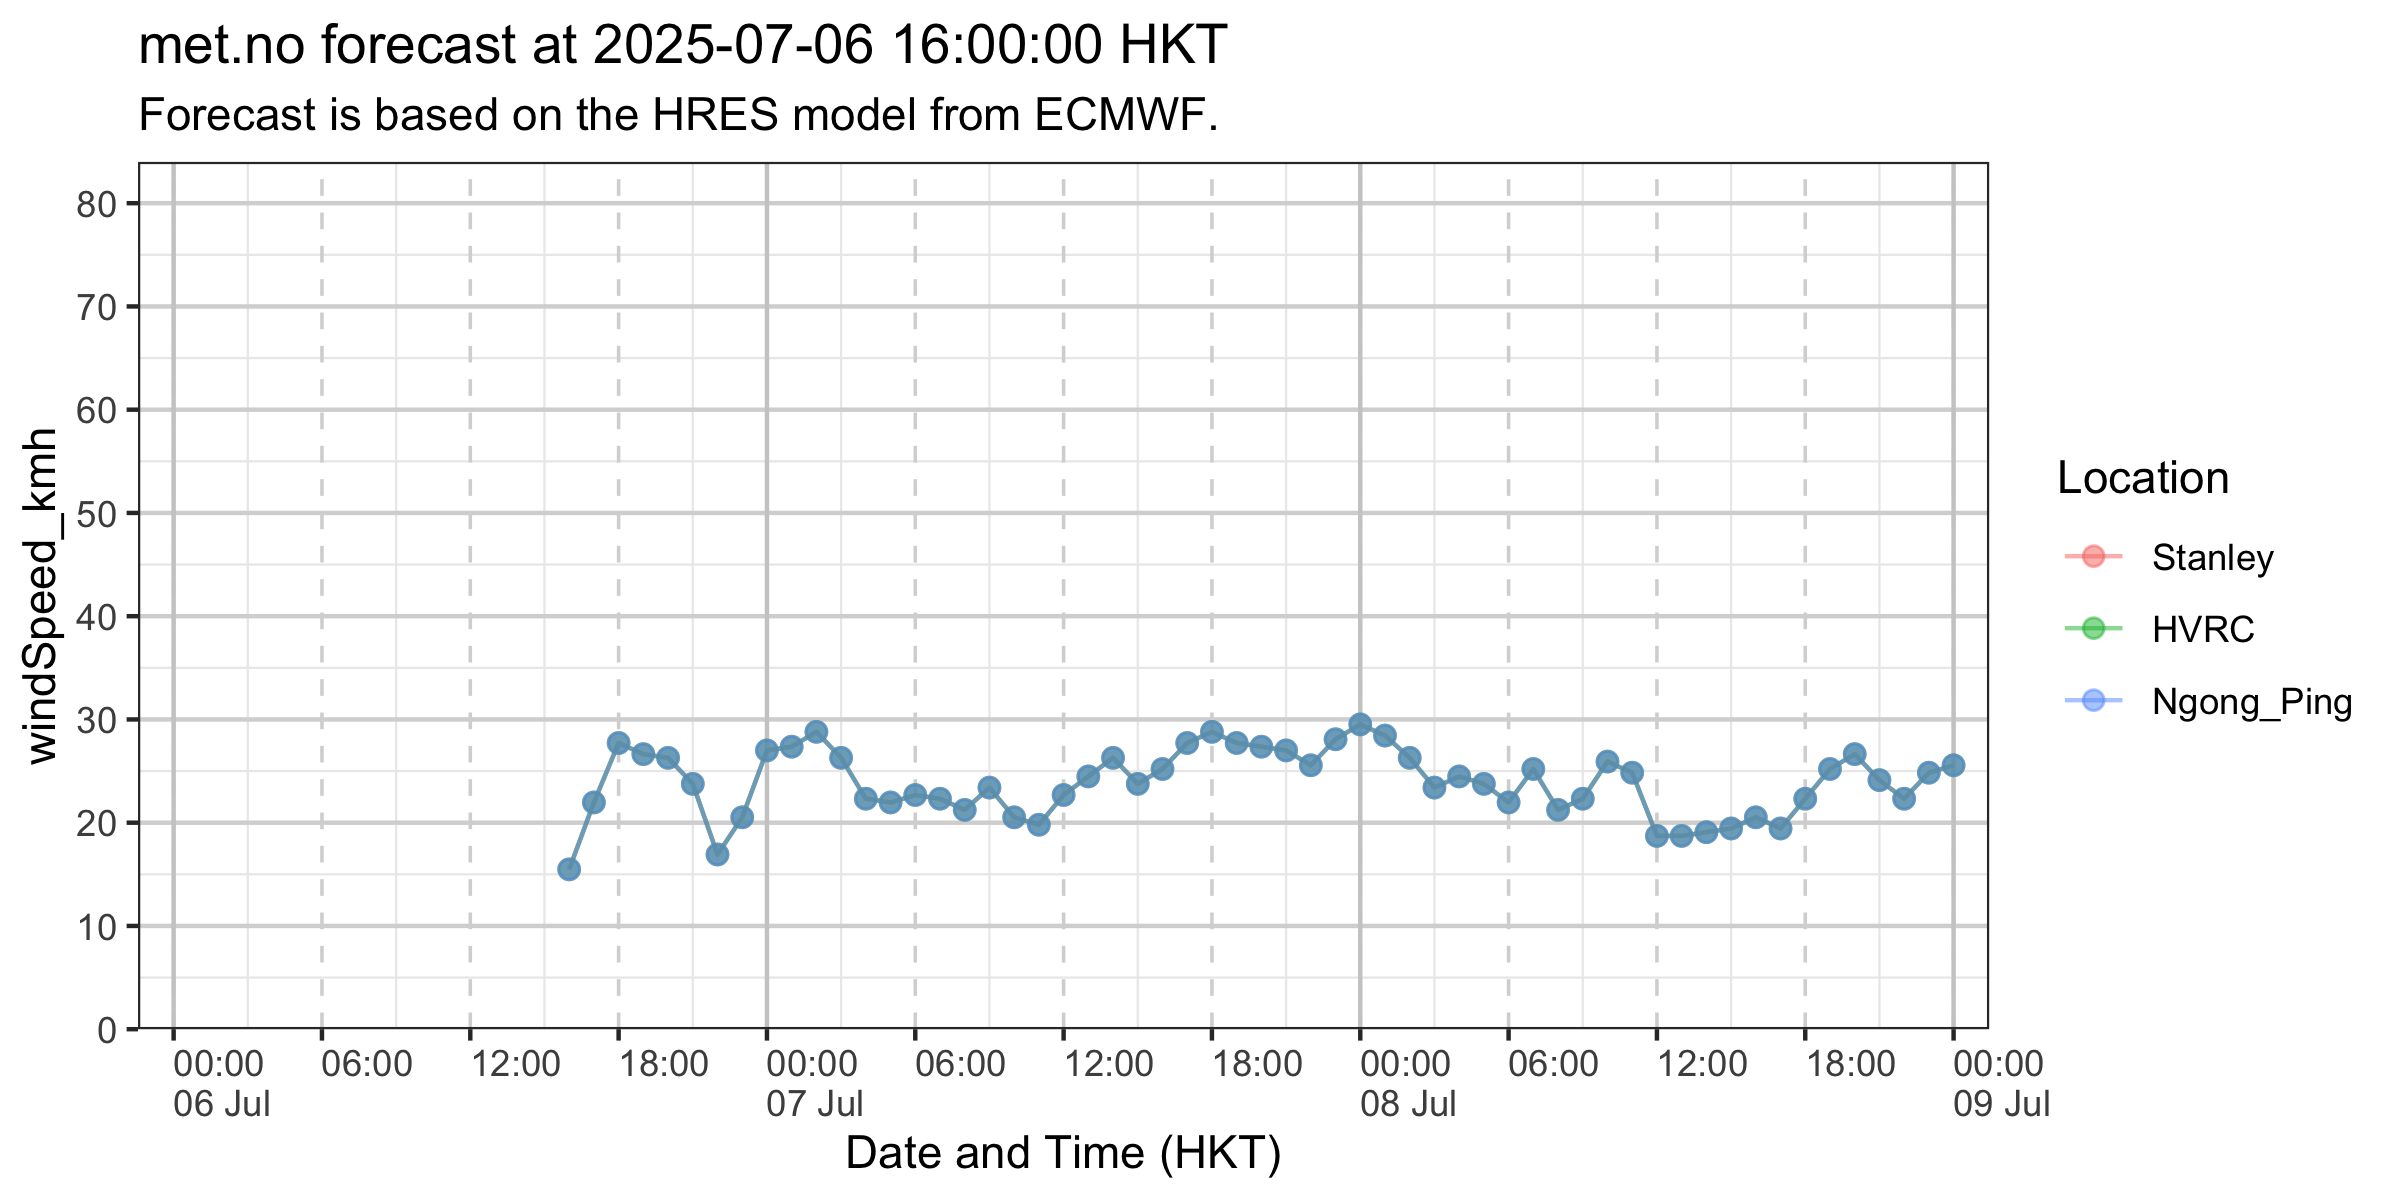 met.no forecast at 2025-07-06 16:00:00 HKT
Forecast is based on the HRES model from ECMWF.
windSpeed_kmh
80
70
60
50
40
30
20
10
0
00:00 06:00 12:00 18:00 00:00 06:00 12:00 18:00 00:00 06:00 12:00 18:00 00:00
06 Jul 07 Jul 08 Jul 09 Jul
Date and Time (HKT)
Location
Stanley
HVRC
Ngong_Ping